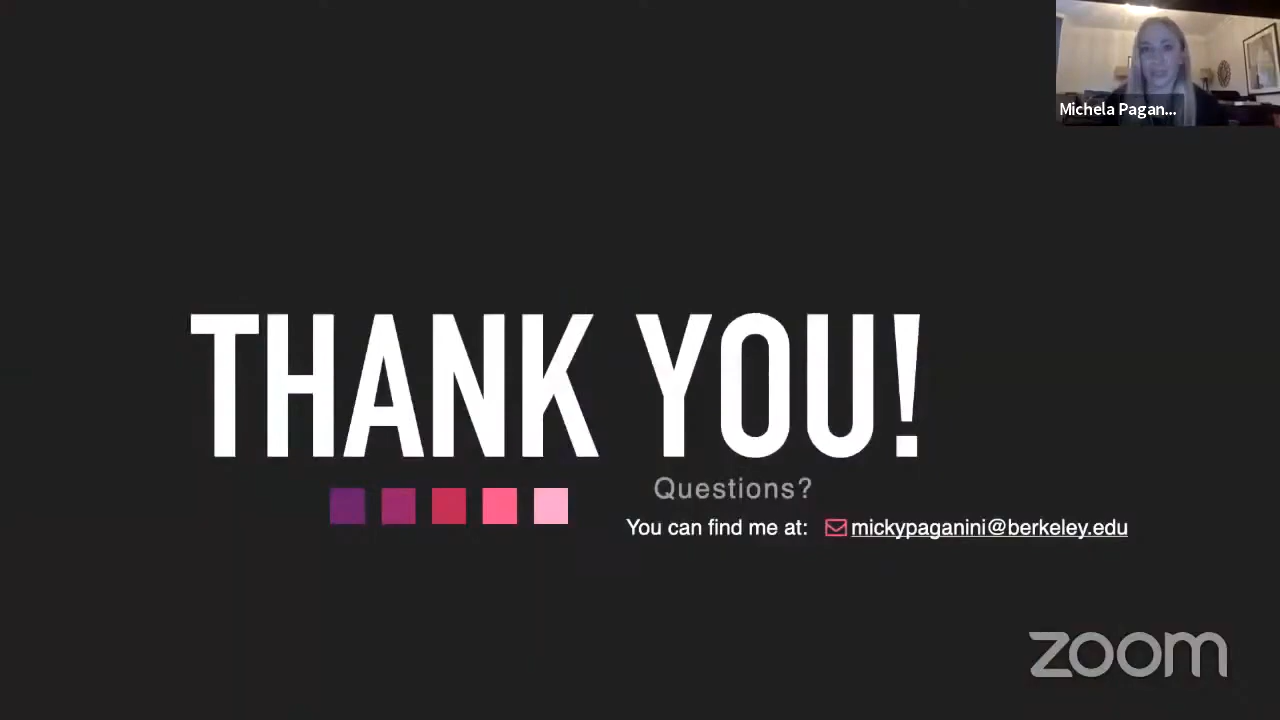 Michela Pagan...
THANK YOU!
Questions?
You can find me at: mickypaganini@berkeley.edu
zoom